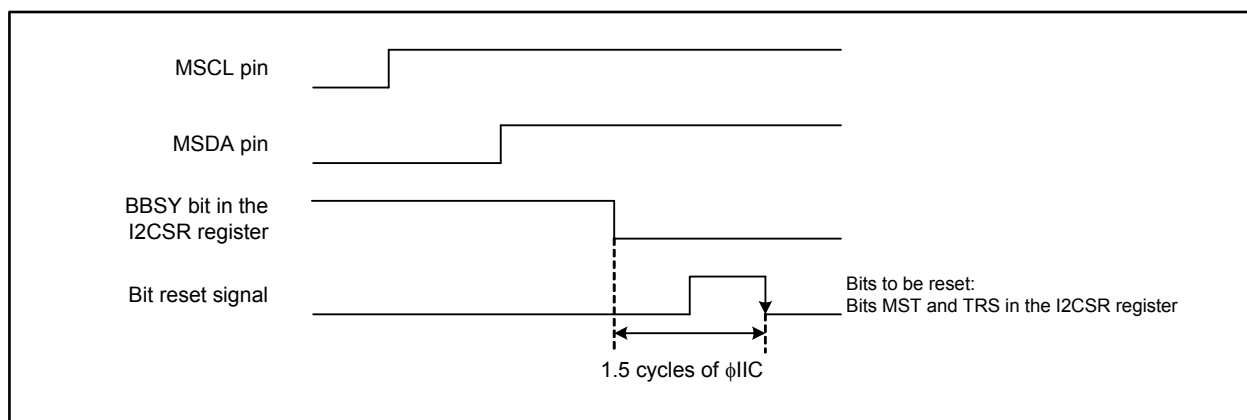 MSCL pin
MSDA pin
BBSY bit in the
I2CSR register
Bit reset signal
Bits to be reset:
Bits MST and TRS in the I2CSR register
1.5 cycles of ϕIIC